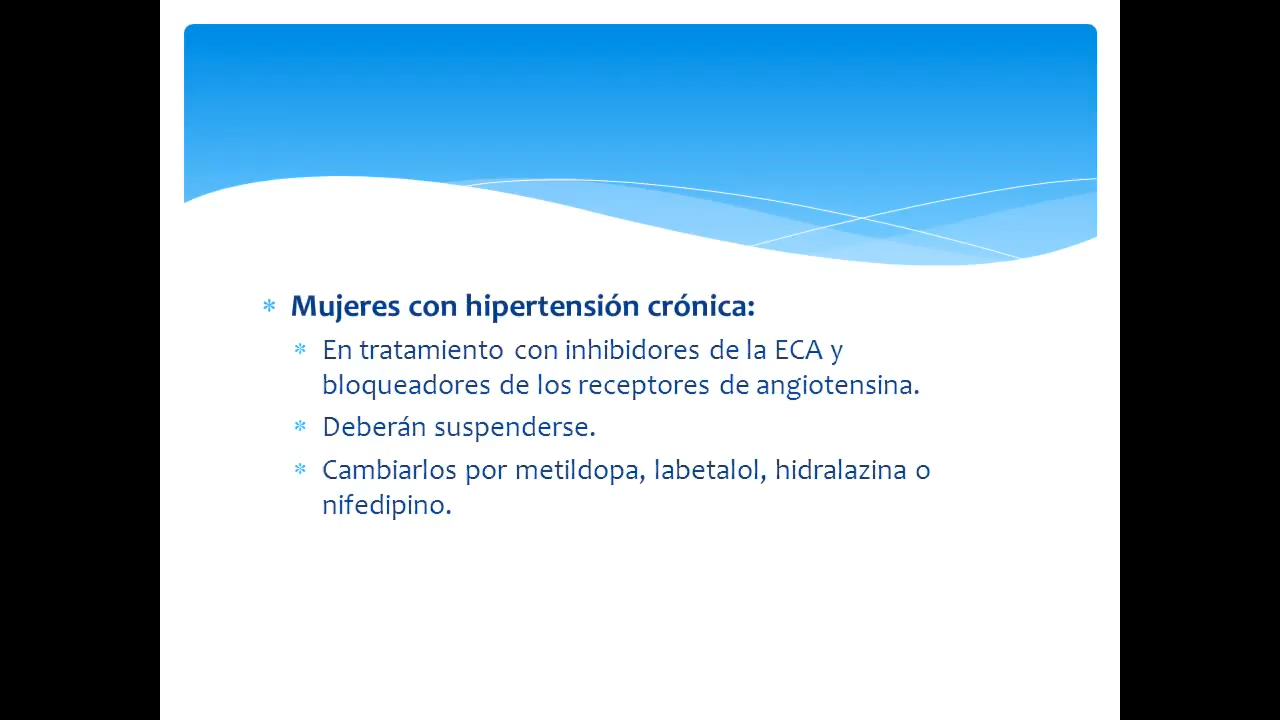 * Mujeres con hipertensión crónica:
* En tratamiento con inhibidores de la ECA y
bloqueadores de los receptores de angiotensina.
* Deberán suspenderse.
* Cambiarlos por metildopa, labetalol, hidralazina o
nifedipino.